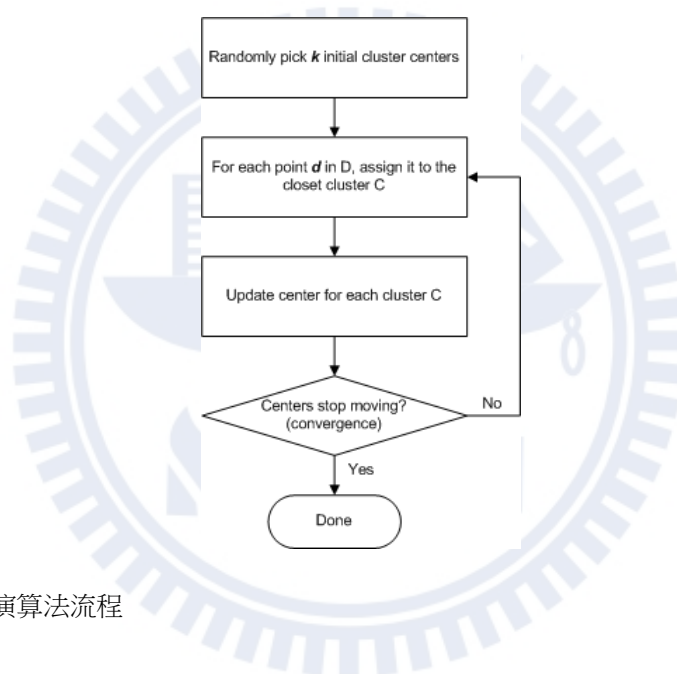 Randomly pick k initial cluster centers
For each point d in D, assign it to the
closet cluster C
Update center for each cluster C
Centers stop moving?
(convergence)
No
Yes
Done
演算法流程